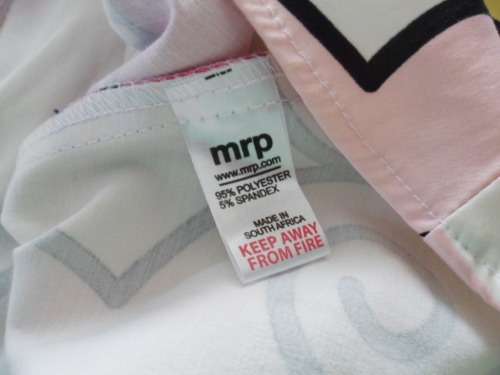 mrp
www.mrp.com
95% POLYESTER
5% SPANDEX
MADE IN
SOUTH AFRICA
KEEP AWAY
FROM FIRE